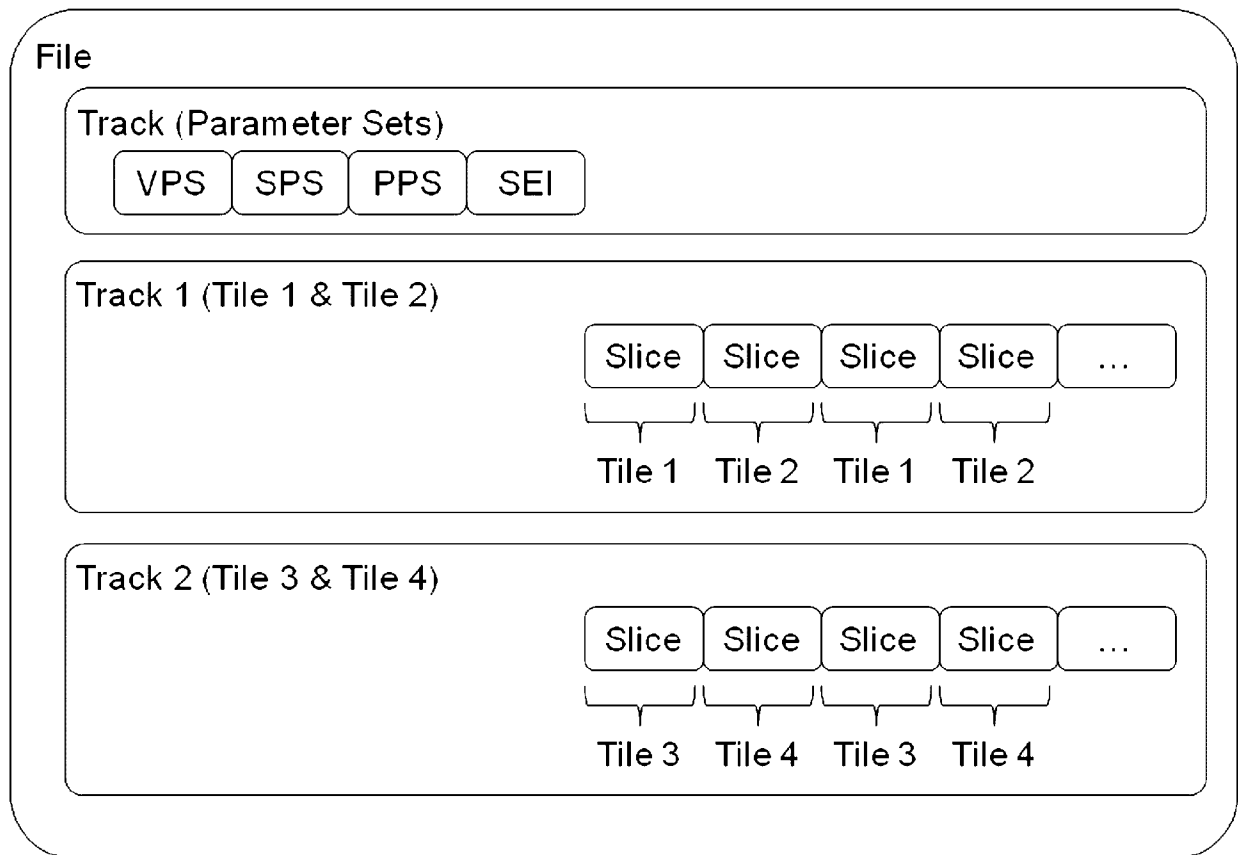 File
Track (Parameter Sets)
VPS SPS PPS SEI
Track 1 (Tile 1 & Tile 2)
Slice Slice Slice Slice ...
Tile 1 Tile 2 Tile 1 Tile 2
Track 2 (Tile 3 & Tile 4)
Slice Slice Slice Slice ...
Tile 3 Tile 4 Tile 3 Tile 4